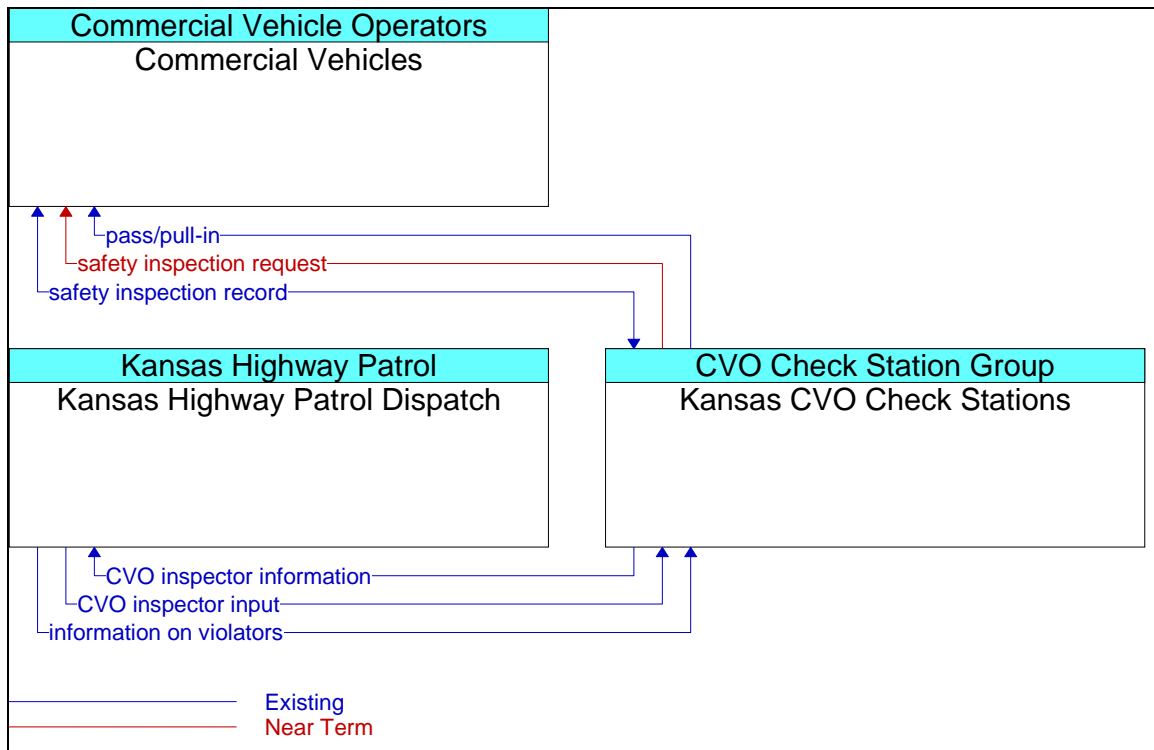 Commercial Vehicle Operators
Commercial Vehicles
pass/pull-in
safety inspection request
safety inspection record
Kansas Highway Patrol
Kansas Highway Patrol Dispatch
CVO Check Station Group
Kansas CVO Check Stations
CVO inspector information
CVO inspector input
information on violators
Existing
Near Term